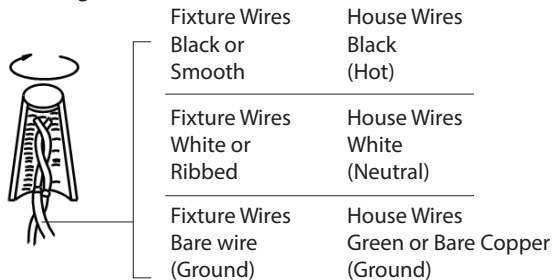 Fixture Wires House Wires
Black or Black
Smooth (Hot)
Fixture Wires House Wires
White or White
Ribbed (Neutral)
Fixture Wires House Wires
Bare wire Green or Bare Copper
(Ground) (Ground)